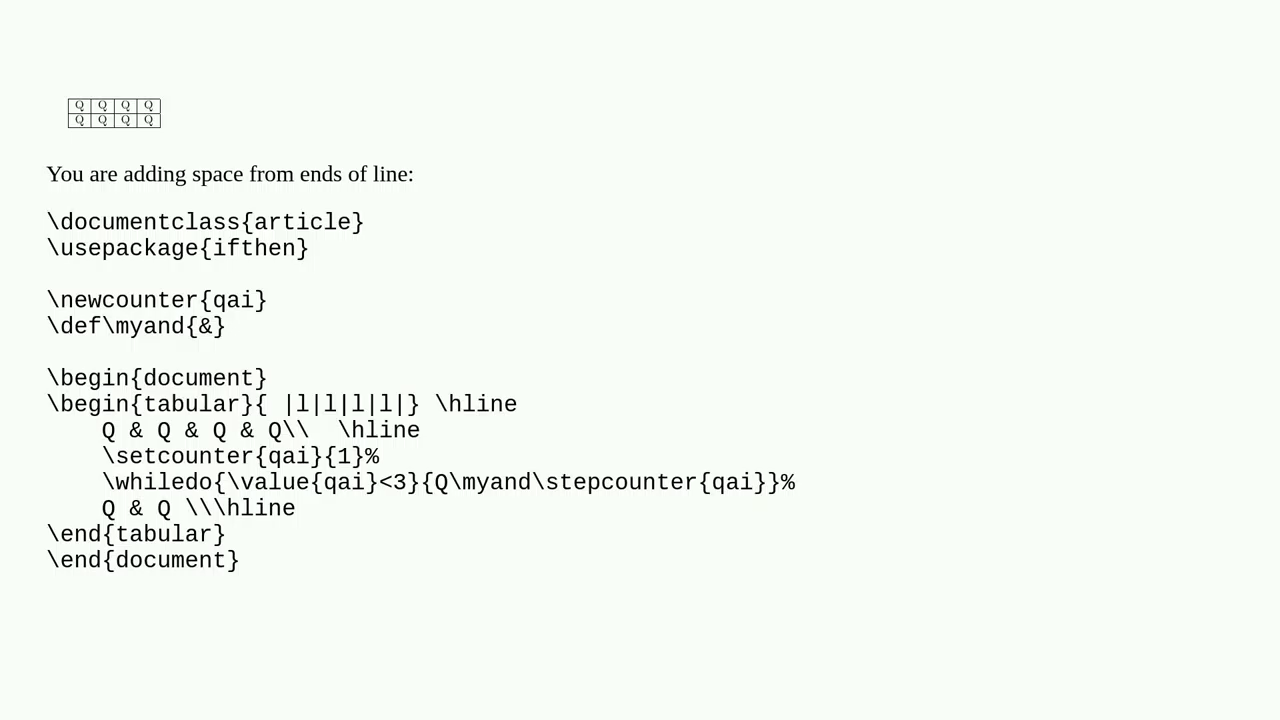 Q Q Q Q
Q Q Q Q
You are adding space from ends of line:
\documentclass{article}
\usepackage{ifthen}

\newcounter{qai}
\def\myand{&}

\begin{document}
\begin{tabular}{ |l|l|l|l|} \hline
    Q & Q & Q & Q\\  \hline
    \setcounter{qai}{1}%
    \whiledo{\value{qai}<3}{Q\myand\stepcounter{qai}}%
    Q & Q \\\hline
\end{tabular}
\end{document}